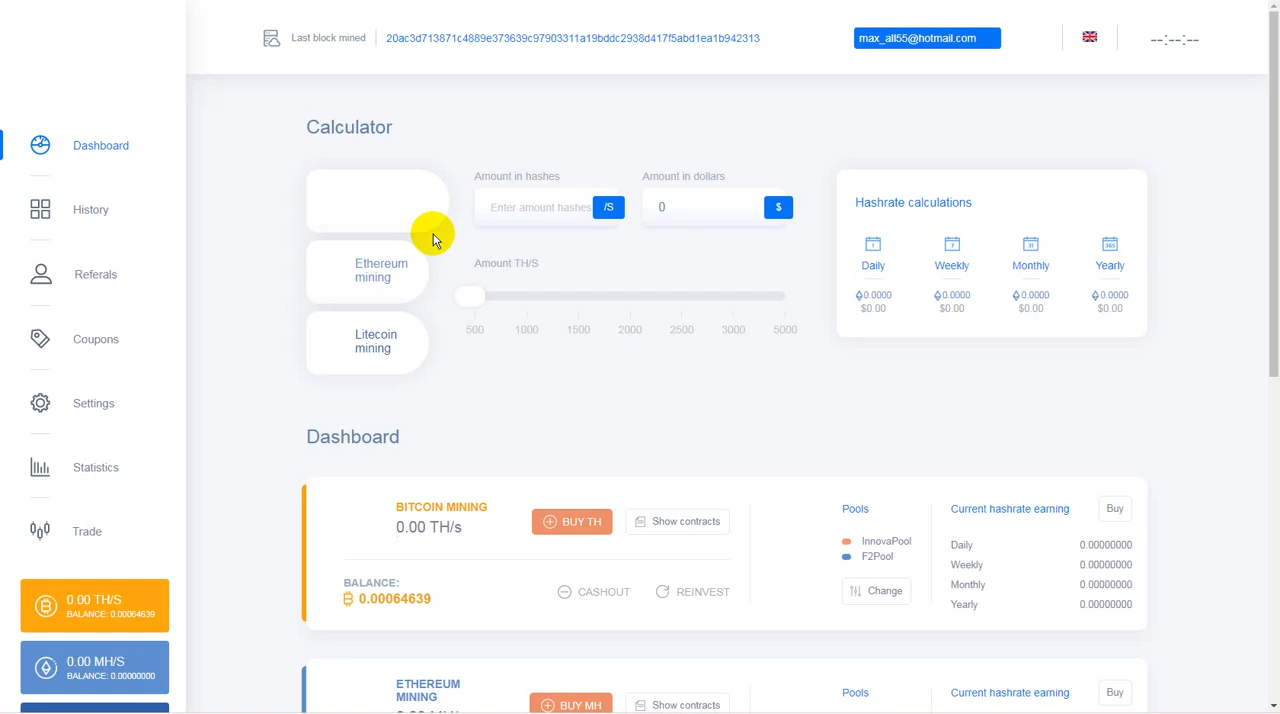 Last block mined
20ac3d713871c4889e373639c97903311a19bddc2938d417f5abd1ea1b942313
max_all55@hotmail.com
--:--:--
Dashboard
History
Referrals
Coupons
Settings
Statistics
Trade
0.00 TH/S
BALANCE: 0.00064639
0.00 MH/S
BALANCE: 0.00000000
Calculator
Ethereum
mining
Litecoin
mining
Amount in hashes
Enter amount hashes
/S
Amount in dollars
0
$
Amount TH/S
500 1000 1500 2000 2500 3000 5000
Hashrate calculations
1 7 31 365
Daily Weekly Monthly Yearly
0.0000 0.0000 0.0000 0.0000
$0.00 $0.00 $0.00 $0.00
Dashboard
BITCOIN MINING
0.00 TH/s
BUY TH
Show contracts
BALANCE:
0.00064639
CASHOUT
REINVEST
Pools
InnovaPool
F2Pool
Change
Current hashrate earning
Buy
Daily 0.00000000
Weekly 0.00000000
Monthly 0.00000000
Yearly 0.00000000
ETHEREUM
MINING
BUY MH
Show contracts
Pools
Current hashrate earning
Buy